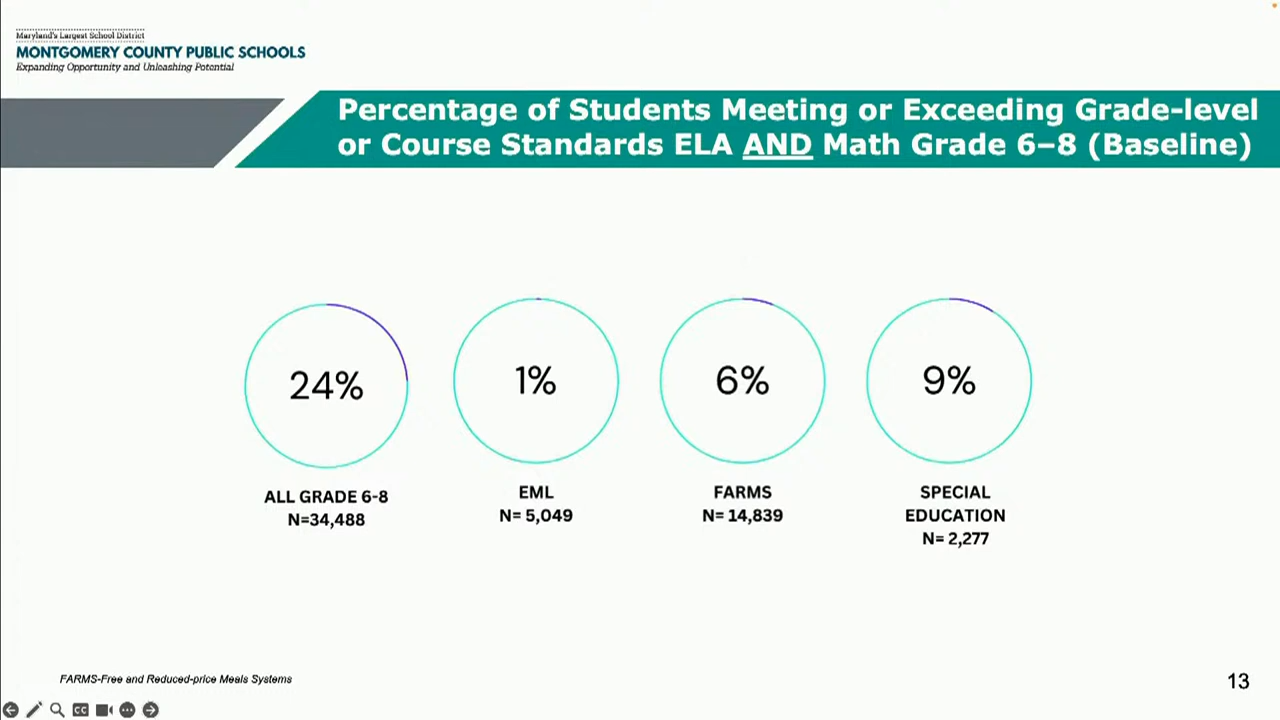 Maryland's Largest School District
MONTGOMERY COUNTY PUBLIC SCHOOLS
Expanding Opportunity and Unleashing Potential
Percentage of Students Meeting or Exceeding Grade-level
or Course Standards ELA AND Math Grade 6–8 (Baseline)
24%
1%
6%
9%
ALL GRADE 6-8
N=34,488
EML
N= 5,049
FARMS
N= 14,839
SPECIAL
EDUCATION
N= 2,277
FARMS-Free and Reduced-price Meals Systems
13
CC